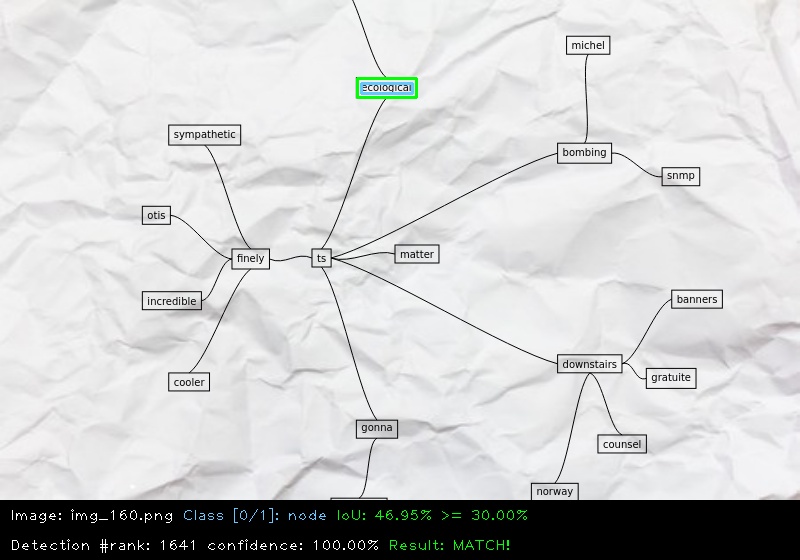 michel
ecological
sympathetic
bombing
snmp
otis
finely
ts
matter
incredible
banners
cooler
downstairs
gratuite
gonna
counsel
norway
Image: img_160.png Class [0/1]: node IoU: 46.95% >= 30.00%
Detection #rank: 1641 confidence: 100.00% Result: MATCH!